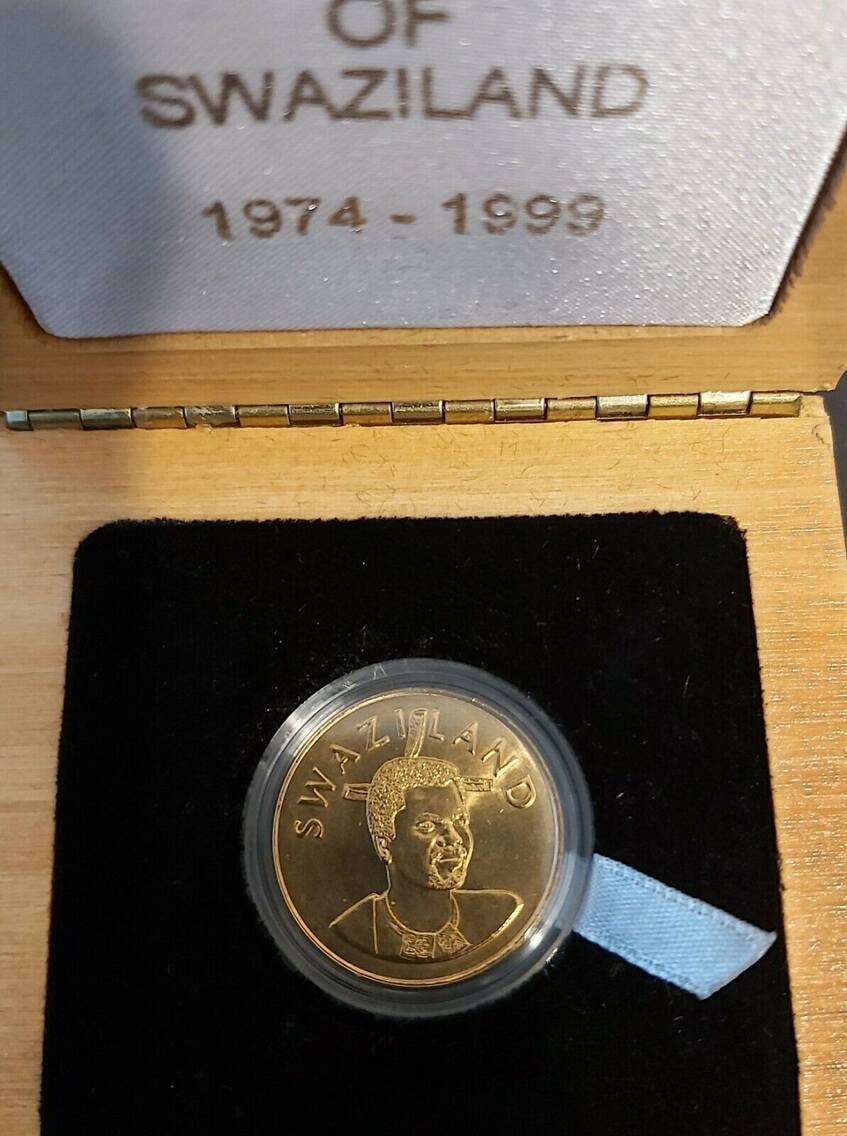 OF
SWAZILAND
1974 - 1999
SWAZILAND